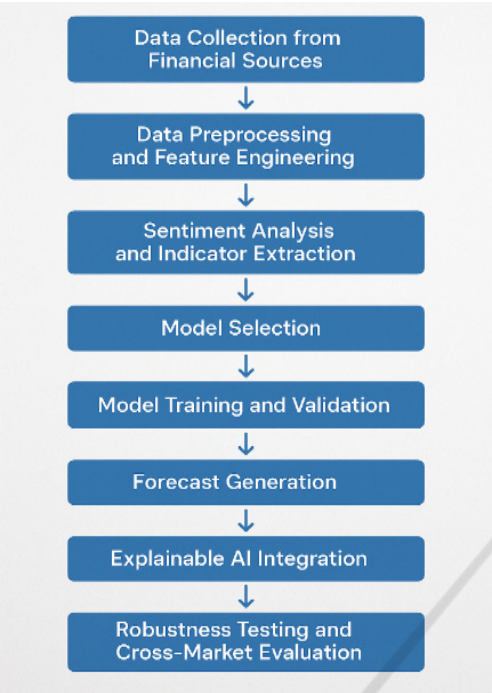 Data Collection from
Financial Sources
Data Preprocessing
and Feature Engineering
Sentiment Analysis
and Indicator Extraction
Model Selection
Model Training and Validation
Forecast Generation
Explainable AI Integration
Robustness Testing and
Cross-Market Evaluation